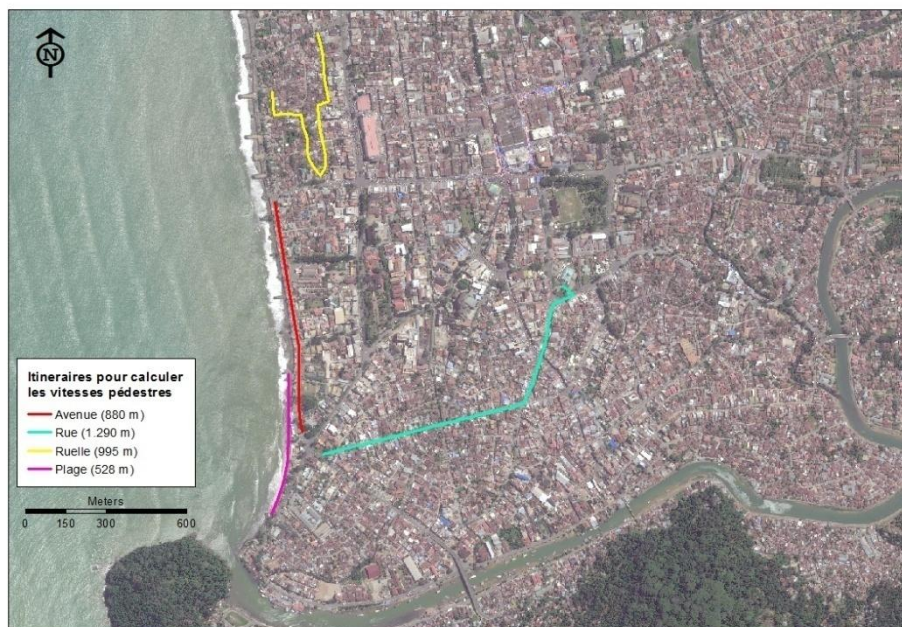 N
Itineraires pour calculer
les vitesses pédestres
Avenue (880 m)
Rue (1.290 m)
Ruelle (995 m)
Plage (528 m)
Meters
0 150 300 600